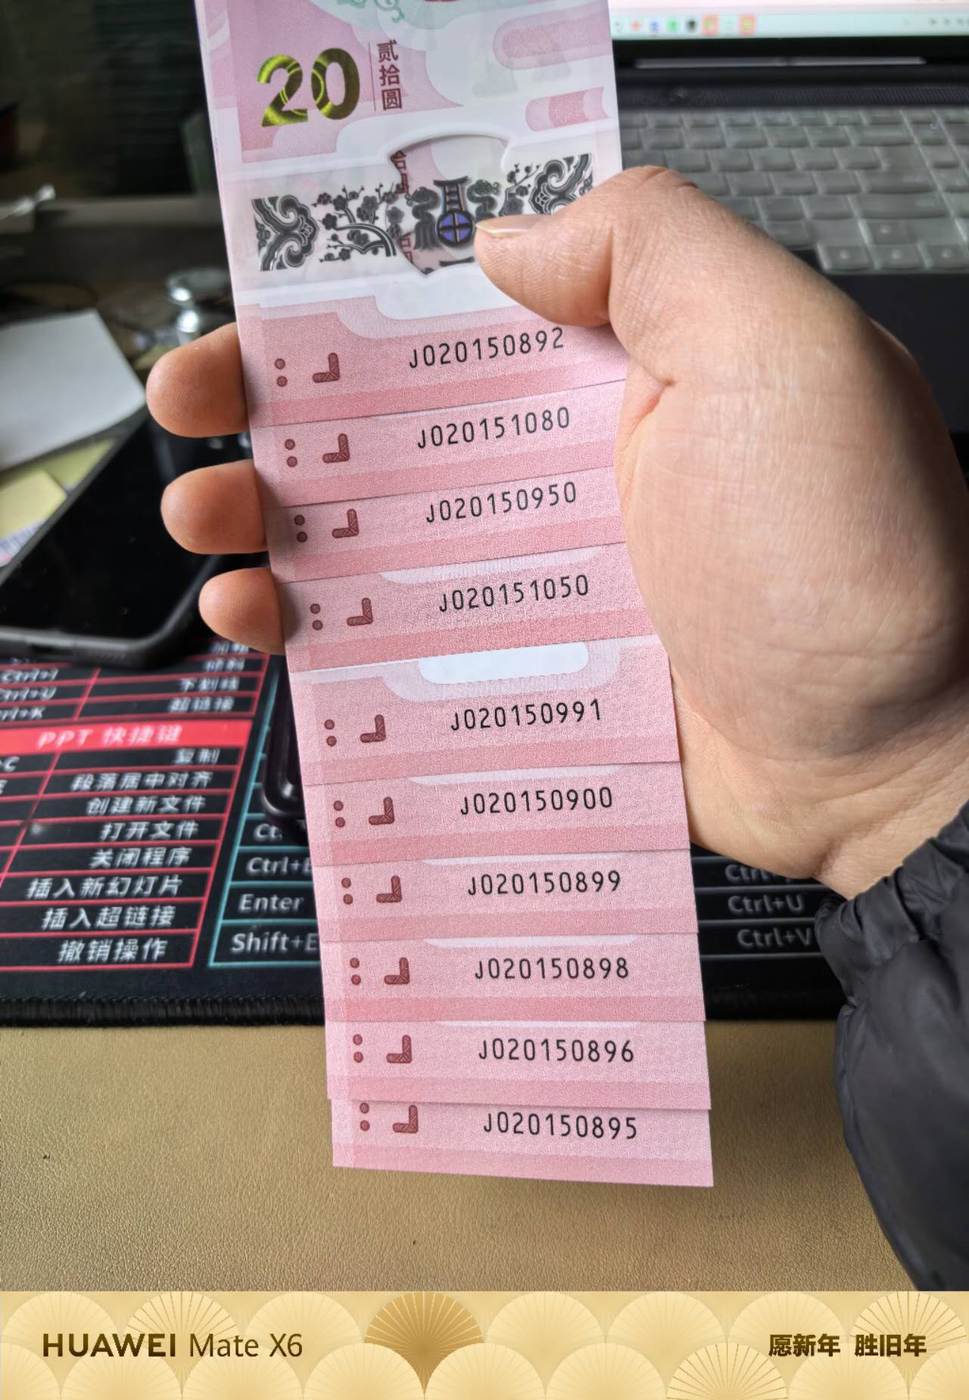 20
贰拾圆
J020150892
J020151080
J020150950
J020151050
J020150991
J020150900
J020150899
J020150898
J020150896
J020150895
Ctrl+I
Ctrl+U 下划线
Ctrl+K 超链接
PPT 快捷键
复制
段落居中对齐
创建新文件
打开文件
关闭程序
插入新幻灯片
插入超链接
撤销操作
Ctrl+E
Enter
Shift+E
Ctrl+U
Ctrl+V
HUAWEI Mate X6
愿新年 胜旧年